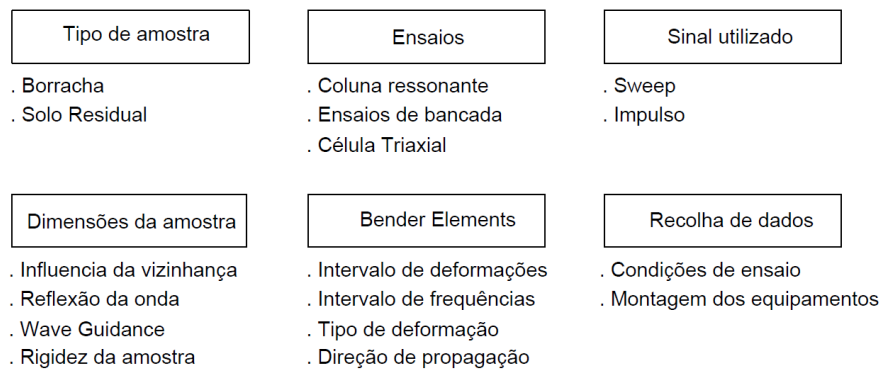 Tipo de amostra
. Borracha
. Solo Residual
Ensaios
. Coluna ressonante
. Ensaios de bancada
. Célula Triaxial
Sinal utilizado
. Sweep
. Impulso
Dimensões da amostra
. Influencia da vizinhança
. Reflexão da onda
. Wave Guidance
. Rigidez da amostra
Bender Elements
. Intervalo de deformações
. Intervalo de frequências
. Tipo de deformação
. Direção de propagação
Recolha de dados
. Condições de ensaio
. Montagem dos equipamentos